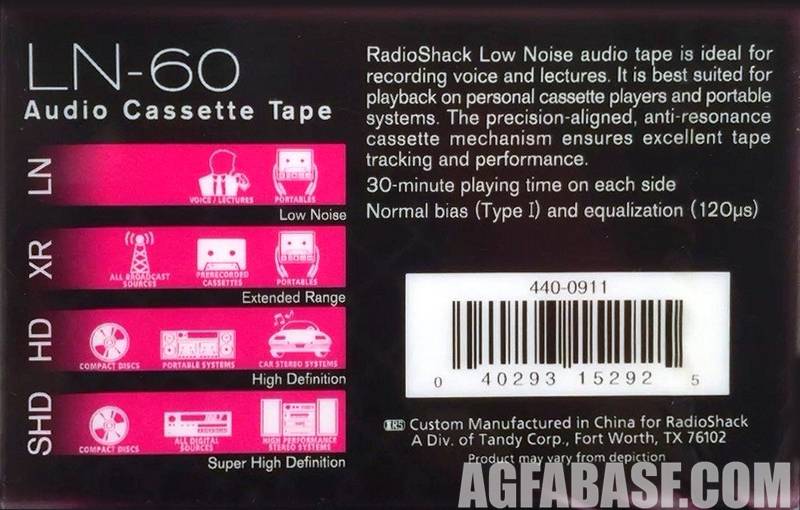 LN-60
Audio Cassette Tape
LN
VOICE / LECTURES
PORTABLES
Low Noise
XR
ALL BROADCAST
SOURCES
PRERECORDED
CASSETTES
PORTABLES
Extended Range
HD
COMPACT DISCS
PORTABLE SYSTEMS
CAR STEREO SYSTEMS
High Definition
SHD
COMPACT DISCS
ALL DIGITAL
SOURCES
HIGH PERFORMANCE
STEREO SYSTEMS
Super High Definition
RadioShack Low Noise audio tape is ideal for
recording voice and lectures. It is best suited for
playback on personal cassette players and portable
systems. The precision-aligned, anti-resonance
cassette mechanism ensures excellent tape
tracking and performance.
30-minute playing time on each side
Normal bias (Type I) and equalization (120µs)
440-0911
0 40293 15292 5
Custom Manufactured in China for RadioShack
A Div. of Tandy Corp., Fort Worth, TX 76102
Product may vary from depiction
AGFABASF.COM